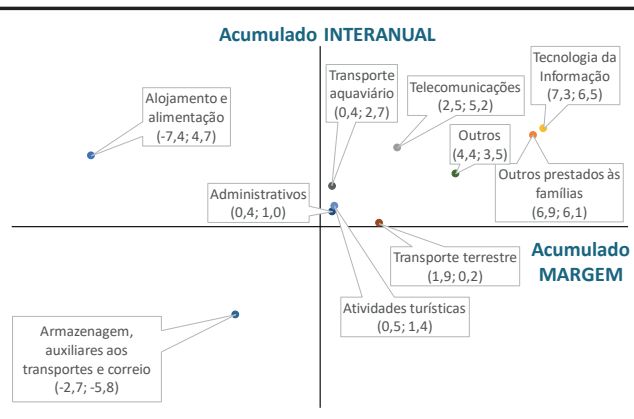 Acumulado INTERANUAL
Alojamento e
alimentação
(-7,4; 4,7)
Transporte
aquaviário
(0,4; 2,7)
Telecomunicações
(2,5; 5,2)
Tecnologia da
Informação
(7,3; 6,5)
Outros
(4,4; 3,5)
Outros prestados às
famílias
(6,9; 6,1)
Administrativos
(0,4; 1,0)
Transporte terrestre
(1,9; 0,2)
Acumulado
MARGEM
Atividades turísticas
(0,5; 1,4)
Armazenagem,
auxiliares aos
transportes e correio
(-2,7; -5,8)